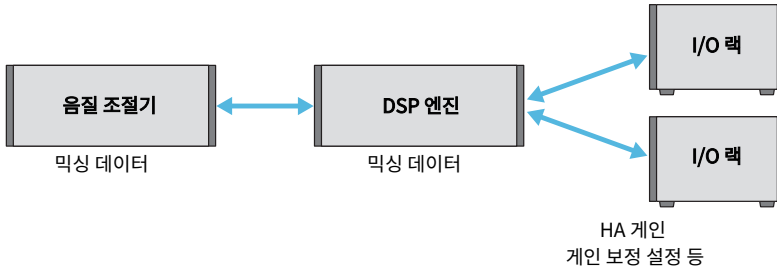 I/O 랙
음질 조절기
DSP 엔진
I/O 랙
믹싱 데이터
믹싱 데이터
HA 게인
게인 보정 설정 등